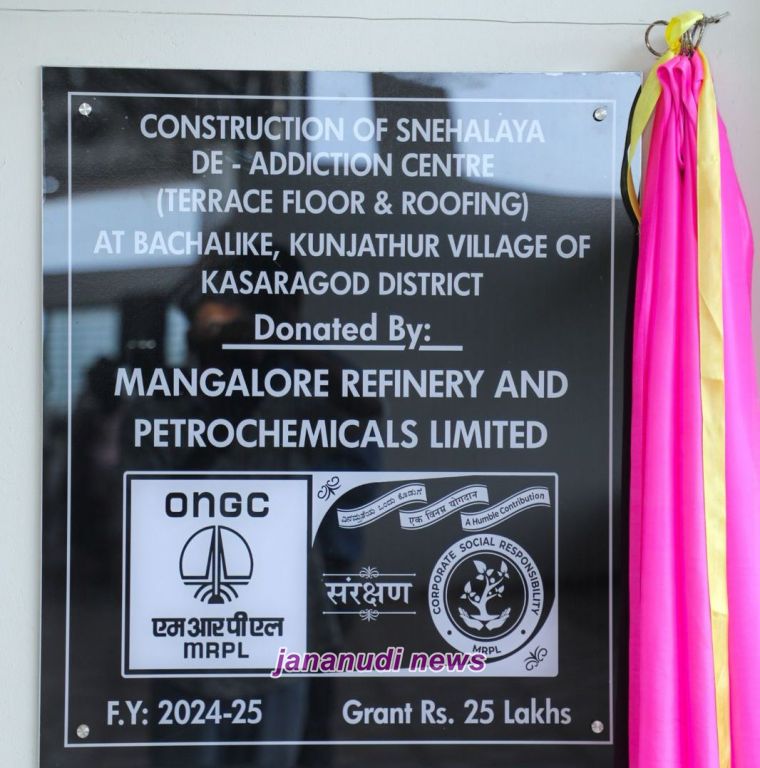 CONSTRUCTION OF SNEHALAYA
DE - ADDICTION CENTRE
(TERRACE FLOOR & ROOFING)
AT BACHALIKE, KUNJATHUR VILLAGE OF
KASARAGOD DISTRICT
Donated By:
MANGALORE REFINERY AND
PETROCHEMICALS LIMITED
ONGC
एमआरपीएल
MRPL
ವಿನಮ್ರತೆಯ ಒಂದು ಕೊಡುಗೆ
एक विनम्र योगदान
A Humble Contribution
संरक्षण
CORPORATE SOCIAL RESPONSIBILITY
MRPL
jananudi news
F.Y: 2024-25
Grant Rs. 25 Lakhs